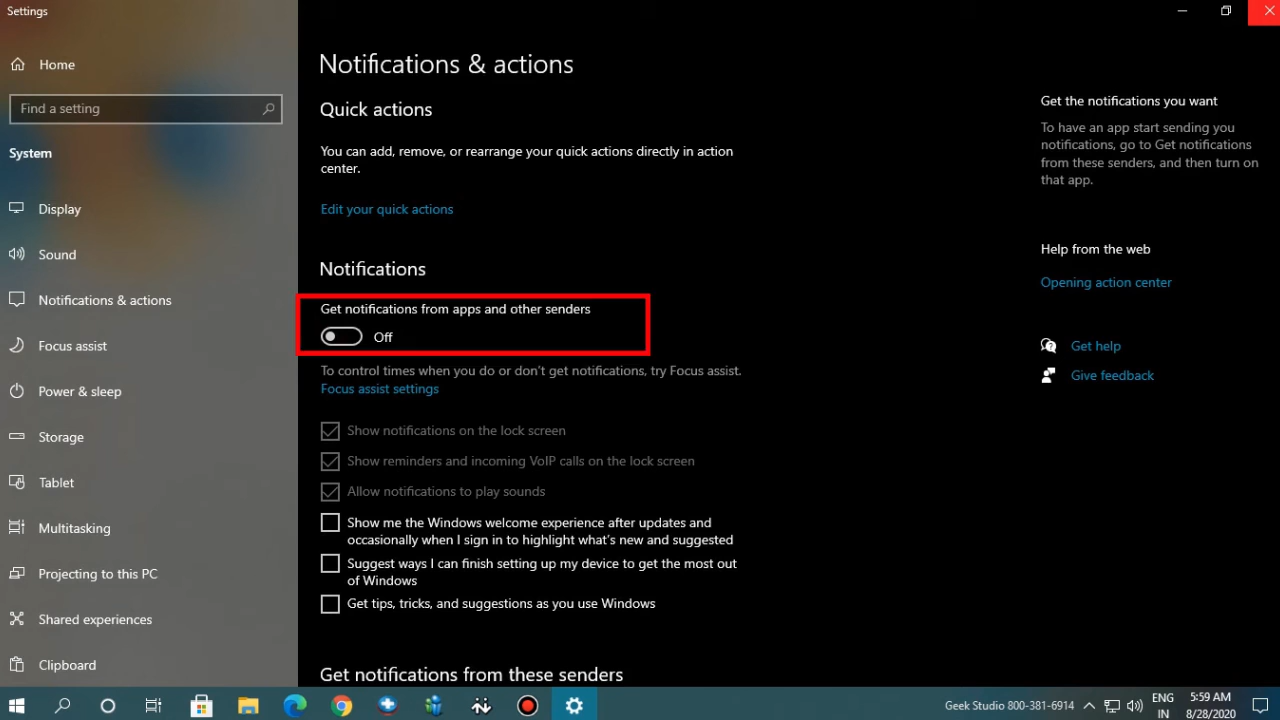 Settings
Home
Find a setting
System
Display
Sound
Notifications & actions
Focus assist
Power & sleep
Storage
Tablet
Multitasking
Projecting to this PC
Shared experiences
Clipboard
Notifications & actions
Quick actions
You can add, remove, or rearrange your quick actions directly in action
center.
Edit your quick actions
Notifications
Get notifications from apps and other senders
Off
To control times when you do or don't get notifications, try Focus assist.
Focus assist settings
Show notifications on the lock screen
Show reminders and incoming VoIP calls on the lock screen
Allow notifications to play sounds
Show me the Windows welcome experience after updates and
occasionally when I sign in to highlight what's new and suggested
Suggest ways I can finish setting up my device to get the most out
of Windows
Get tips, tricks, and suggestions as you use Windows
Get notifications from these senders
Get the notifications you want
To have an app start sending you
notifications, go to Get notifications
from these senders, and then turn on
that app.
Help from the web
Opening action center
Get help
Give feedback
Geek Studio 800-381-6914
ENG
IN
5:59 AM
8/28/2020